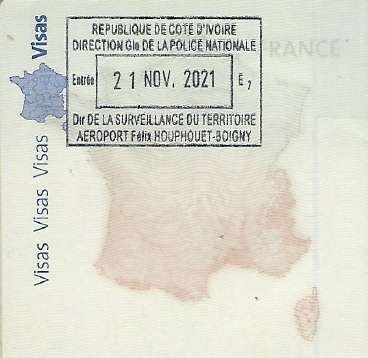 REPUBLIQUE DE COTE D'IVOIRE
DIRECTION Gle DE LA POLICE NATIONALE
Entrée 21 NOV. 2021 E 7
Dir DE LA SURVEILLANCE DU TERRITOIRE
AEROPORT Félix HOUPHOUET-BOIGNY
FRANCE
Visas Visas Visas Visas